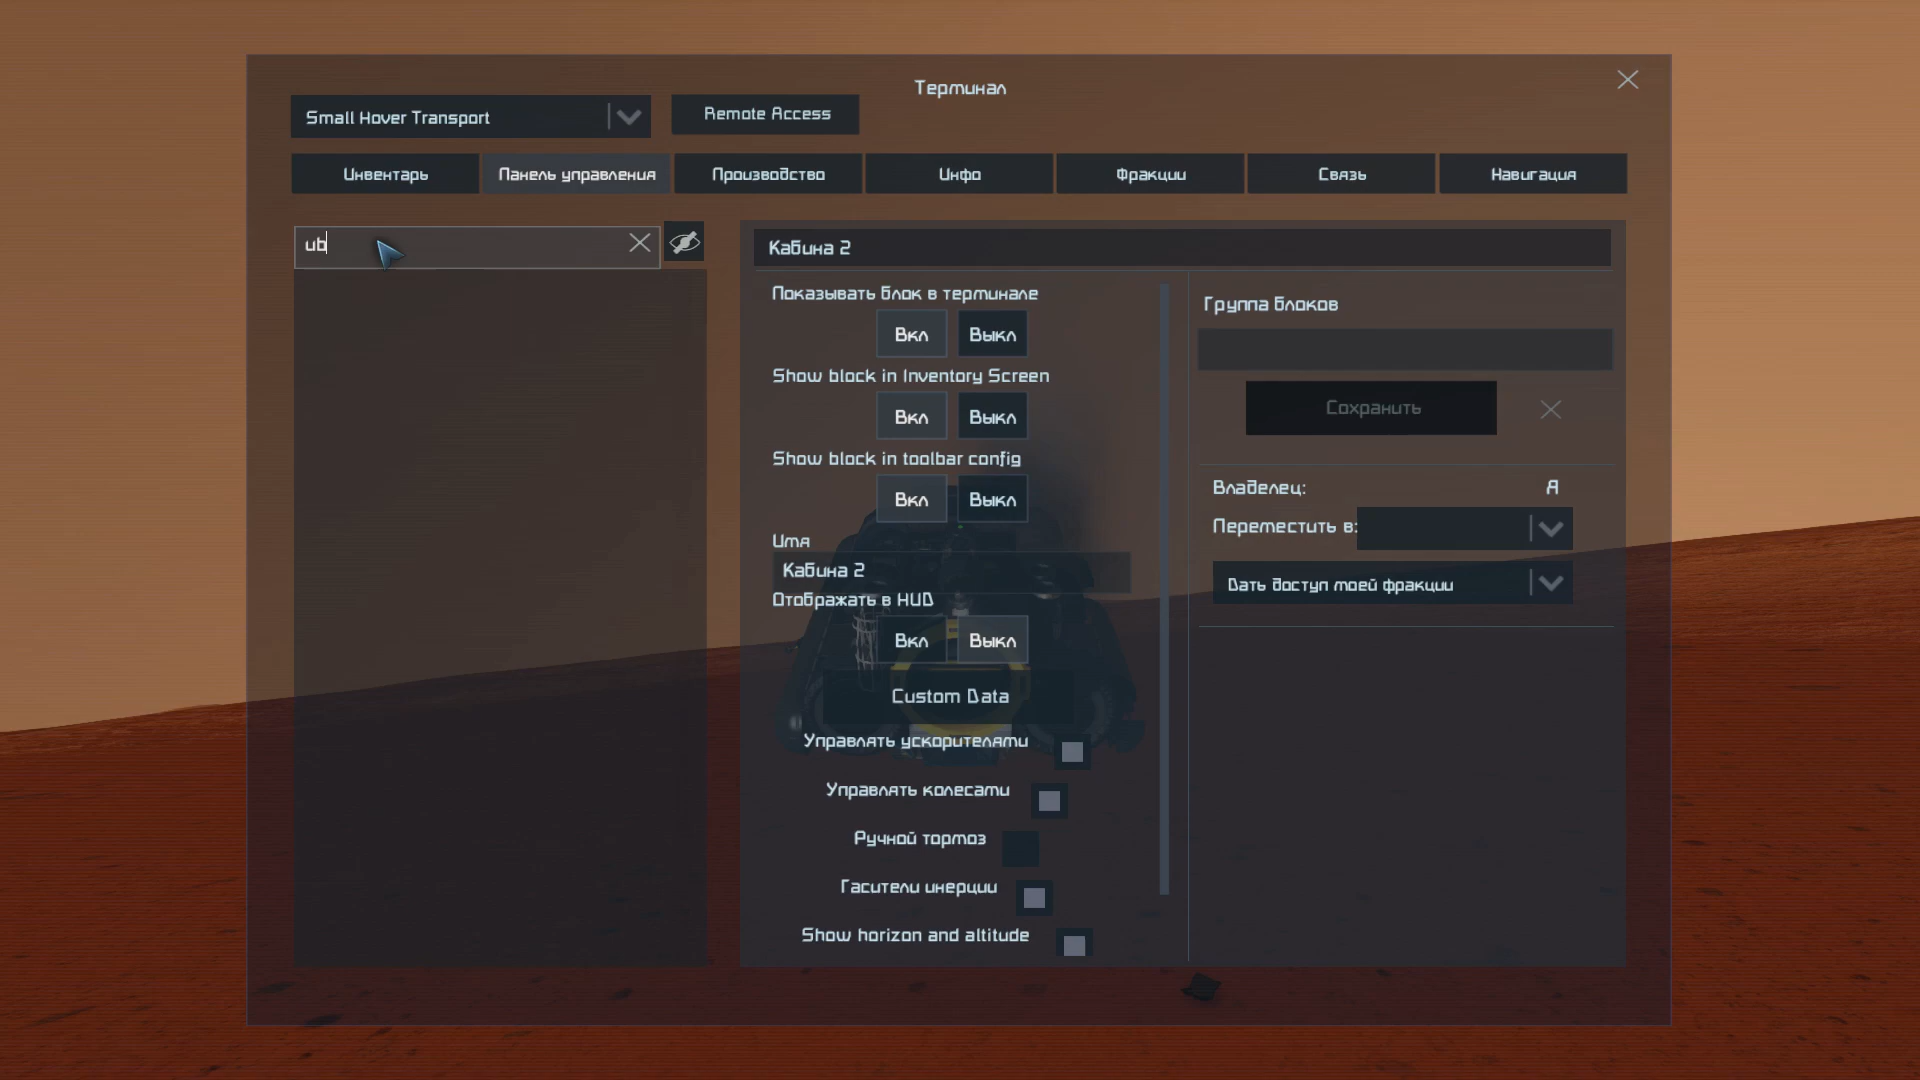 Терминал
Small Hover Transport
Remote Access
Инвентарь
Панель управления
Производство
Инфо
Фракции
Связь
Навигация
ub
Кабина 2
Показывать блок в терминале
Вкл
Выкл
Show block in Inventory Screen
Вкл
Выкл
Show block in toolbar config
Вкл
Выкл
Имя
Кабина 2
Отображать в HUD
Вкл
Выкл
Custom Data
Управлять ускорителями
Управлять колесами
Ручной тормоз
Гасители инерции
Show horizon and altitude
Группа блоков
Сохранить
Владелец:
Я
Переместить в:
Дать доступ моей фракции